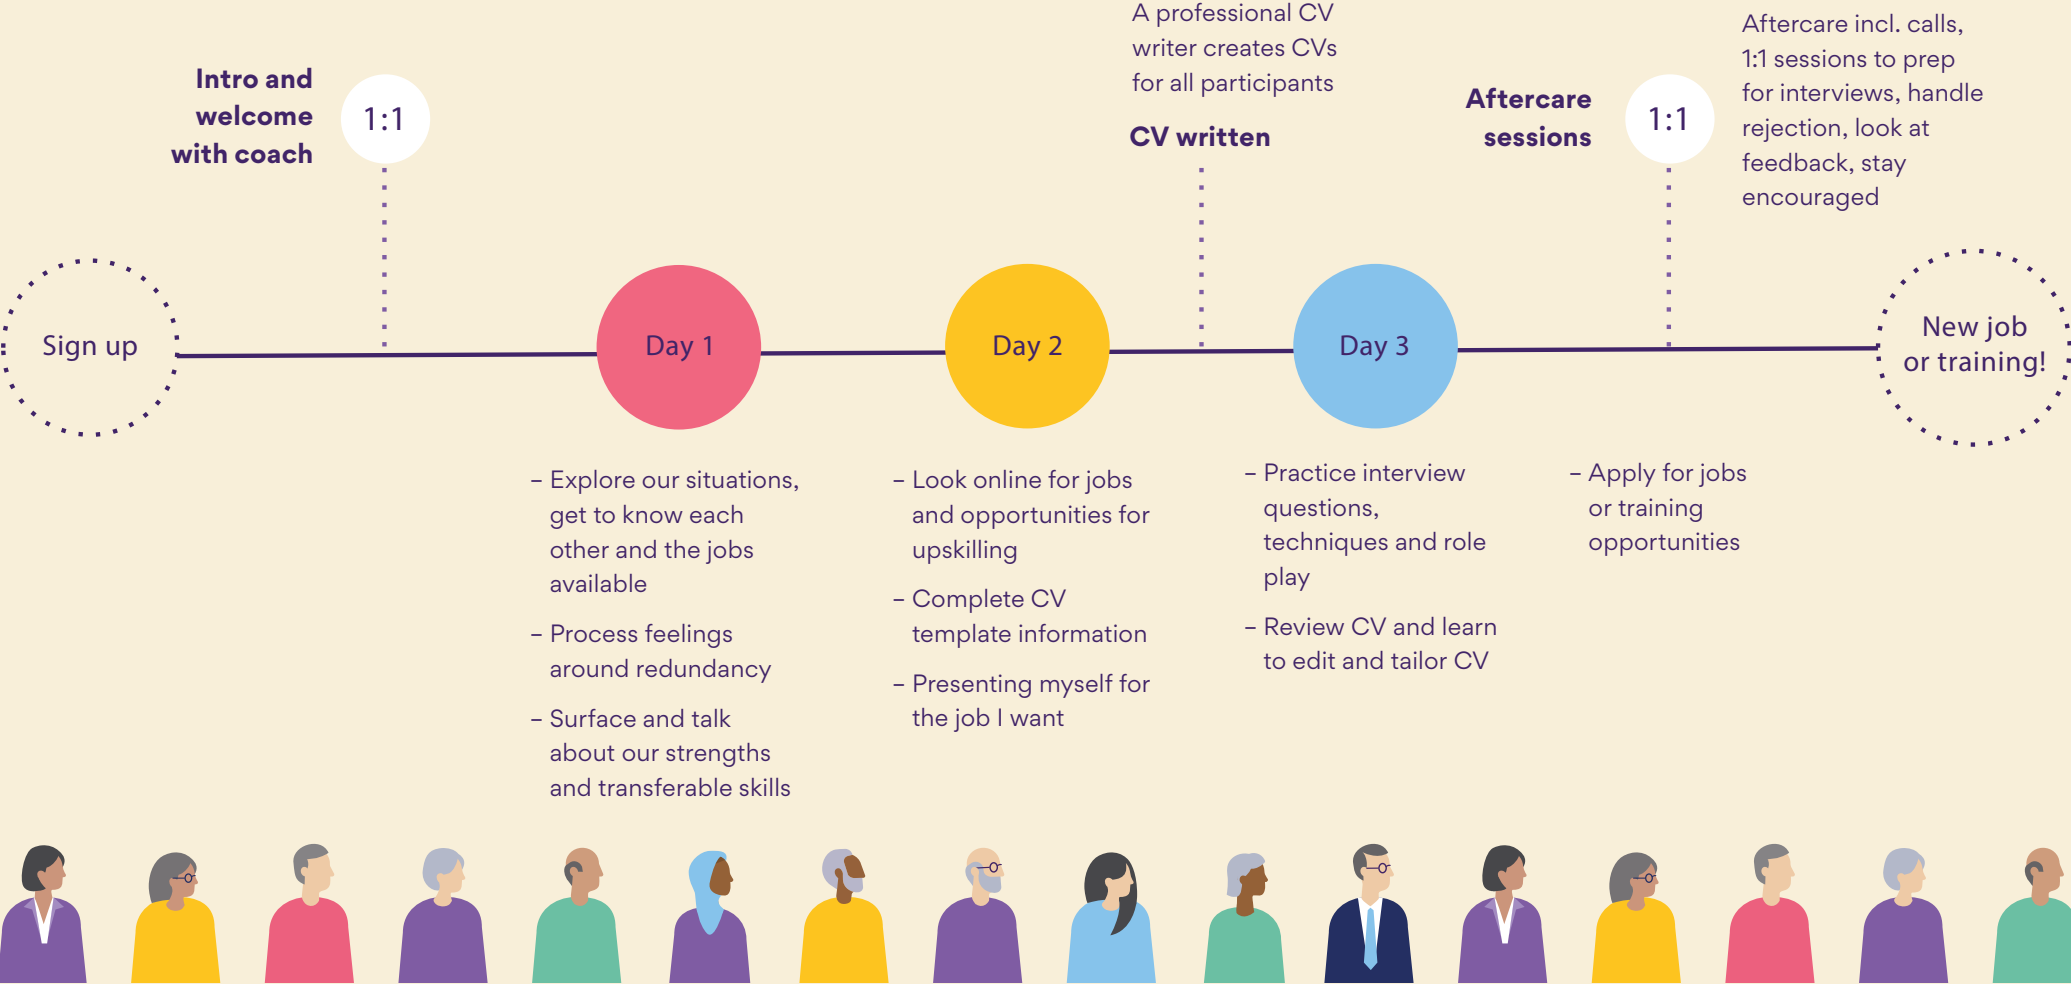 Intro and
welcome
with coach
1:1
A professional CV
writer creates CVs
for all participants
CV written
Aftercare
sessions
1:1
Aftercare incl. calls,
1:1 sessions to prep
for interviews, handle
rejection, look at
feedback, stay
encouraged
Sign up
Day 1
Day 2
Day 3
New job
or training!
– Explore our situations,
get to know each
other and the jobs
available
– Process feelings
around redundancy
– Surface and talk
about our strengths
and transferable skills
– Look online for jobs
and opportunities for
upskilling
– Complete CV
template information
– Presenting myself for
the job I want
– Practice interview
questions,
techniques and role
play
– Review CV and learn
to edit and tailor CV
– Apply for jobs
or training
opportunities